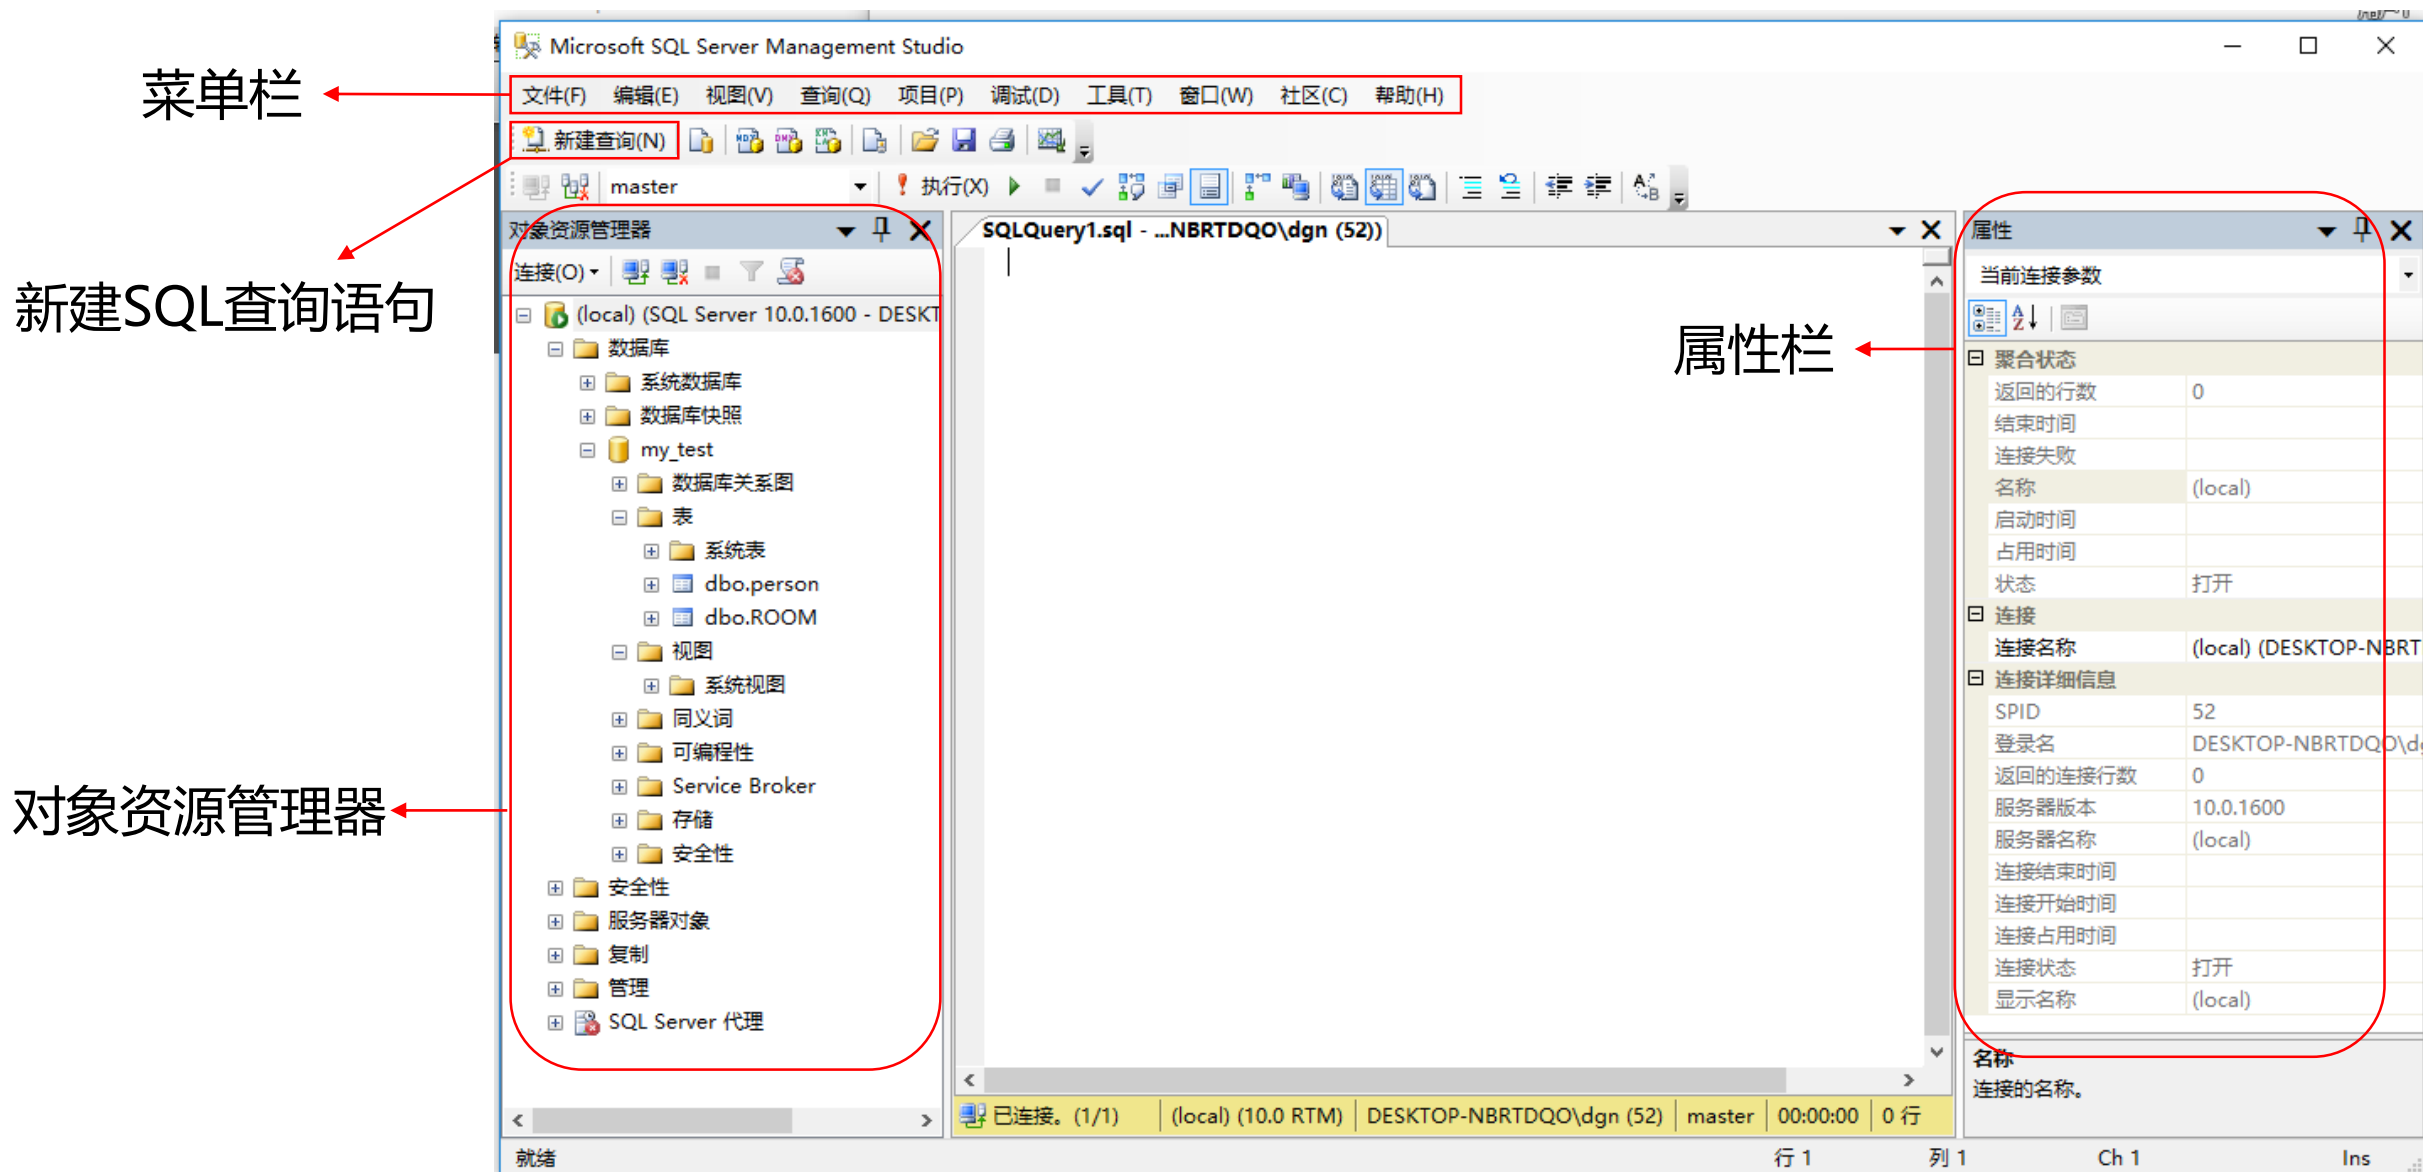 Microsoft SQL Server Management Studio
菜单栏
文件(F) 编辑(E) 视图(V) 查询(Q) 项目(P) 调试(D) 工具(T) 窗口(W) 社区(C) 帮助(H)
新建查询(N)
master 执行(X)
对象资源管理器
SQLQuery1.sql - ...NBRTDQO\dgn (52))
属性
连接(O)
当前连接参数
新建SQL查询语句
属性栏
对象资源管理器
(local) (SQL Server 10.0.1600 - DESKT
数据库
系统数据库
数据库快照
my_test
数据库关系图
表
系统表
dbo.person
dbo.ROOM
视图
系统视图
同义词
可编程性
Service Broker
存储
安全性
安全性
服务器对象
复制
管理
SQL Server 代理
聚合状态
返回的行数 0
结束时间
连接失败
名称 (local)
启动时间
占用时间
状态 打开
连接
连接名称 (local) (DESKTOP-NBRT
连接详细信息
SPID 52
登录名 DESKTOP-NBRTDQO\d
返回的连接行数 0
服务器版本 10.0.1600
服务器名称 (local)
连接结束时间
连接开始时间
连接占用时间
连接状态 打开
显示名称 (local)
名称
连接的名称。
已连接。(1/1) (local) (10.0 RTM) DESKTOP-NBRTDQO\dgn (52) master 00:00:00 0 行
就绪 行 1 列 1 Ch 1 Ins